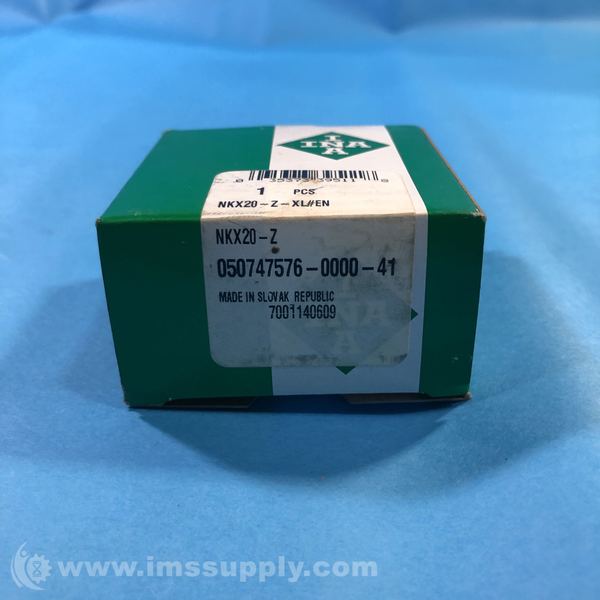 I
INA
A
1 PCS
NKX20-Z-XL#EN
NKX20-Z
050747576-0000-41
MADE IN SLOVAK REPUBLIC
7001140609
www.imssupply.com